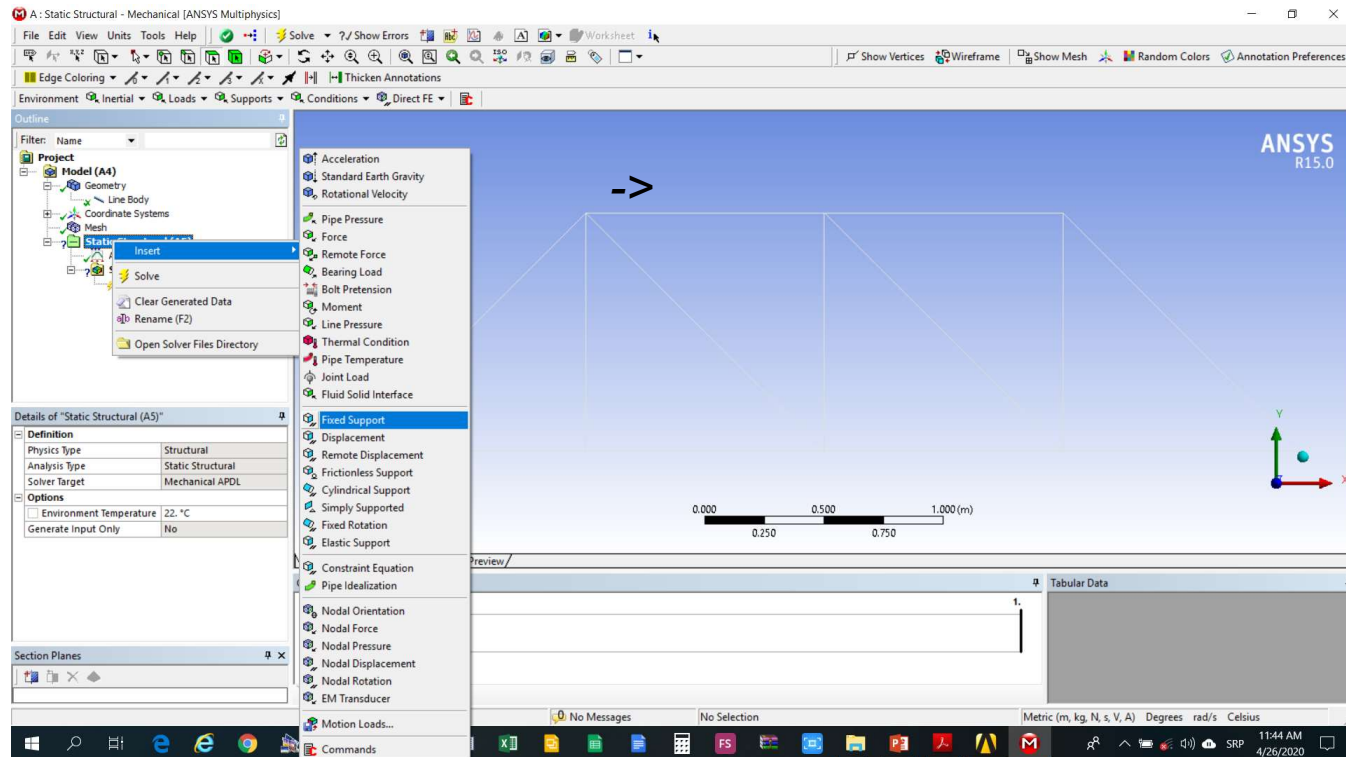 A : Static Structural - Mechanical [ANSYS Multiphysics]
File Edit View Units Tools Help Solve ?/ Show Errors Worksheet
Show Vertices Wireframe Show Mesh Random Colors Annotation Preferences
Edge Coloring Thicken Annotations
Environment Inertial Loads Supports Conditions Direct FE
Outline
Filter: Name
Project
Model (A4)
Geometry
Line Body
Coordinate Systems
Mesh
Insert
Solve
Clear Generated Data
Rename (F2)
Open Solver Files Directory
Acceleration
Standard Earth Gravity
Rotational Velocity
Pipe Pressure
Force
Remote Force
Bearing Load
Bolt Pretension
Moment
Line Pressure
Thermal Condition
Pipe Temperature
Joint Load
Fluid Solid Interface
Fixed Support
Displacement
Remote Displacement
Frictionless Support
Cylindrical Support
Simply Supported
Fixed Rotation
Elastic Support
Constraint Equation
Pipe Idealization
Nodal Orientation
Nodal Force
Nodal Pressure
Nodal Displacement
Nodal Rotation
EM Transducer
Motion Loads...
Commands
->
ANSYS
R15.0
Y
X
0.000 0.500 1.000 (m)
0.250 0.750
Details of "Static Structural (A5)"
Definition
Physics Type Structural
Analysis Type Static Structural
Solver Target Mechanical APDL
Options
Environment Temperature 22. °C
Generate Input Only No
Preview
Tabular Data
1.
Section Planes
0 No Messages No Selection Metric (m, kg, N, s, V, A) Degrees rad/s Celsius
FS SRP 11:44 AM
4/26/2020